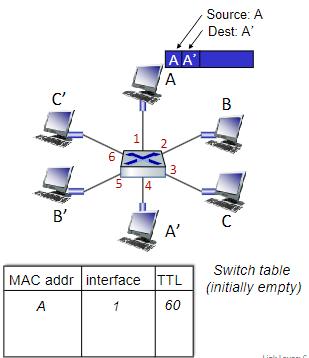 Source: A
Dest: A’
A A’
A
C’
B
1
2
6
3
5
4
B’
A’
C
MAC addr interface TTL
A 1 60
Switch table
(initially empty)